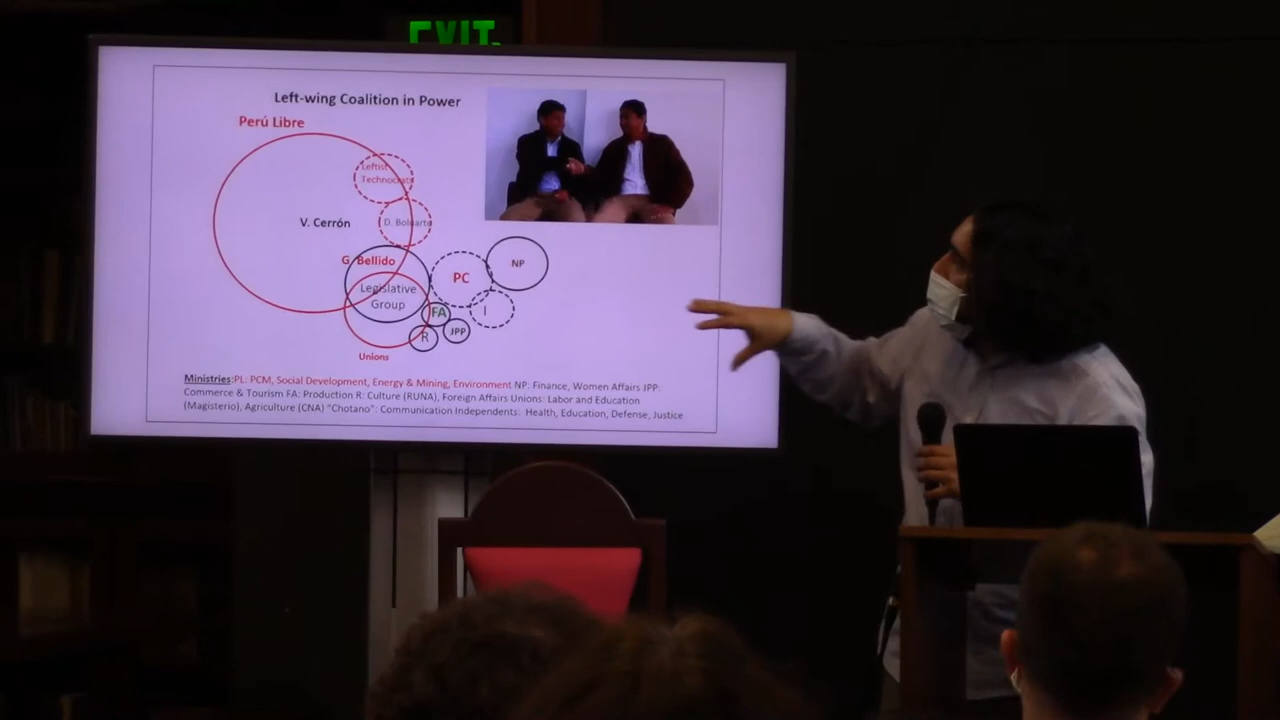 EXIT
Left-wing Coalition in Power
Perú Libre
Leftist
Technocrats
V. Cerrón
D. Boluarte
G. Bellido
PC
NP
Legislative
Group
FA
I
R
JPP
Unions
Ministries:PL: PCM, Social Development, Energy & Mining, Environment NP: Finance, Women Affairs JPP:
Commerce & Tourism FA: Production R: Culture (RUNA), Foreign Affairs Unions: Labor and Education
(Magisterio), Agriculture (CNA) "Chotano": Communication Independents: Health, Education, Defense, Justice